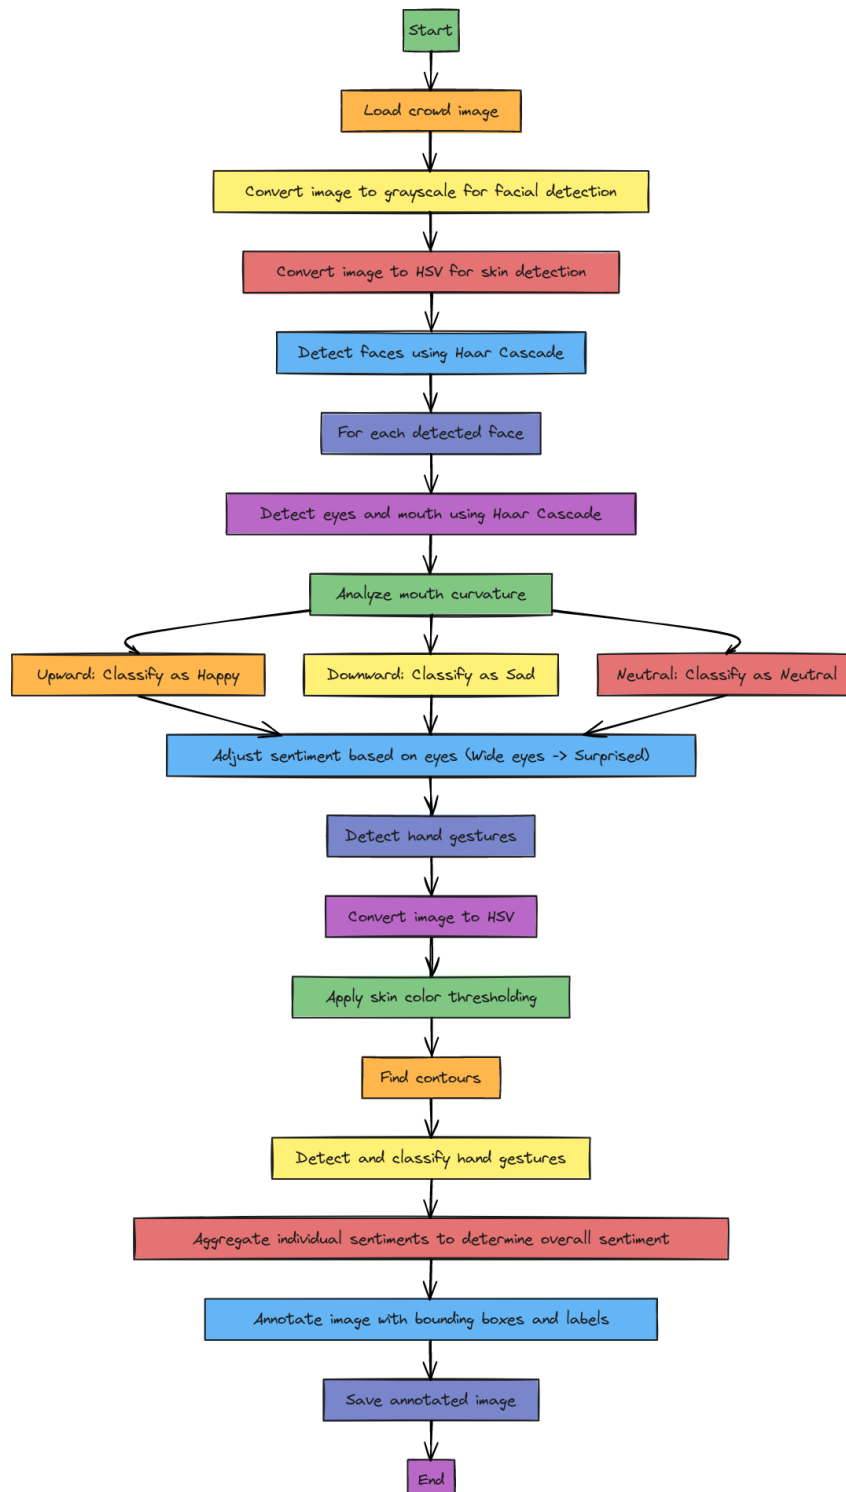 Start
Load crowd image
Convert image to grayscale for facial detection
Convert image to HSV for skin detection
Detect faces using Haar Cascade
For each detected face
Detect eyes and mouth using Haar Cascade
Analyze mouth curvature
Upward: Classify as Happy
Downward: Classify as Sad
Neutral: Classify as Neutral
Adjust sentiment based on eyes (Wide eyes -> Surprised)
Detect hand gestures
Convert image to HSV
Apply skin color thresholding
Find contours
Detect and classify hand gestures
Aggregate individual sentiments to determine overall sentiment
Annotate image with bounding boxes and labels
Save annotated image
End